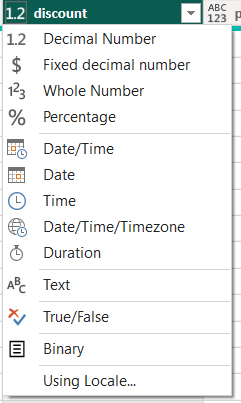 1.2 discount ABC 123
1.2 Decimal Number
$ Fixed decimal number
1²3 Whole Number
% Percentage
Date/Time
Date
Time
Date/Time/Timezone
Duration
ABC Text
True/False
Binary
Using Locale...